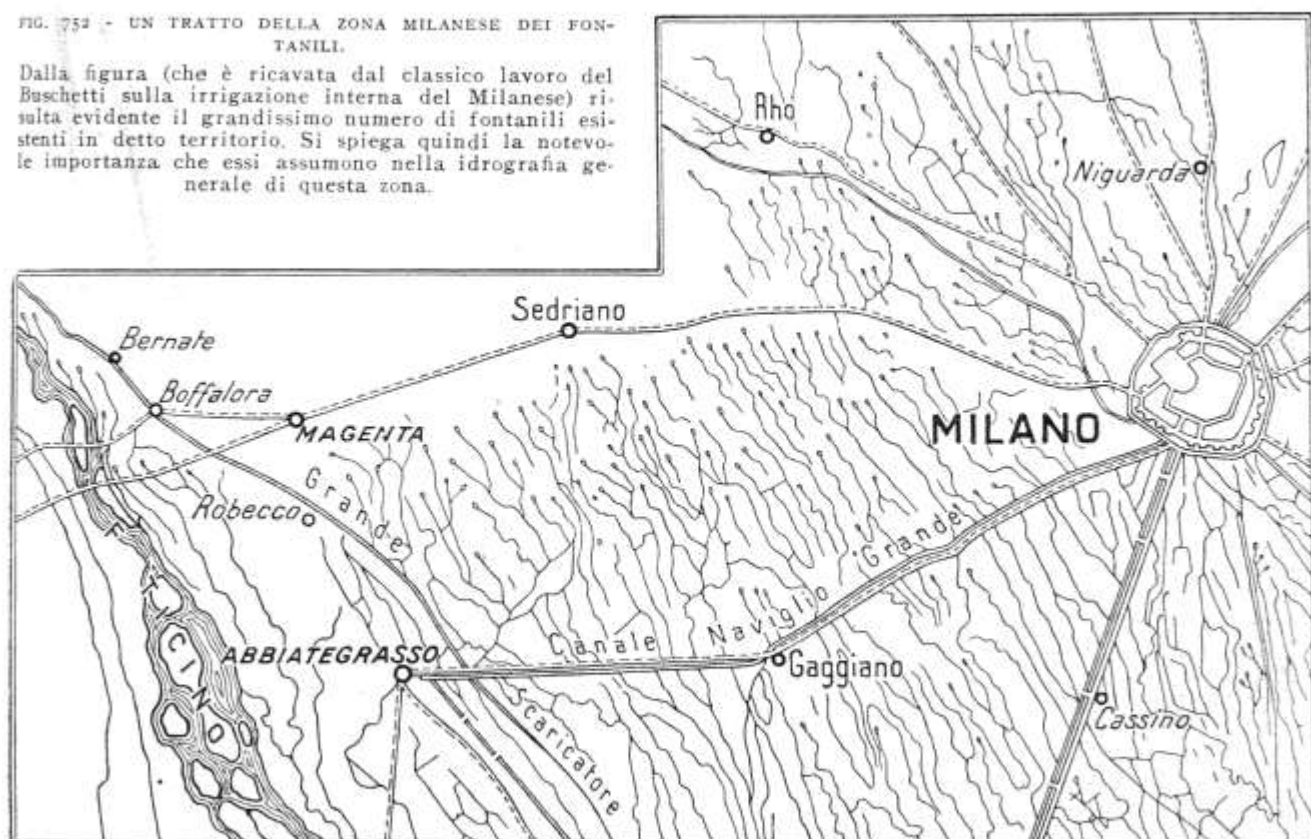 FIG. 752 - UN TRATTO DELLA ZONA MILANESE DEI FON-
TANILI.
Dalla figura (che è ricavata dal classico lavoro del
Buschetti sulla irrigazione interna del Milanese) ri-
sulta evidente il grandissimo numero di fontanili esi-
stenti in detto territorio. Si spiega quindi la notevo-
le importanza che essi assumono nella idrografia ge-
nerale di questa zona.
Rho
Niguarda
Sedriano
Bernate
Boffalora
MAGENTA
MILANO
Robecco
Grande
F. TICINO
ABBIATEGRASSO
Canale Naviglio Grande
Gaggiano
Scaricatore
Cassino